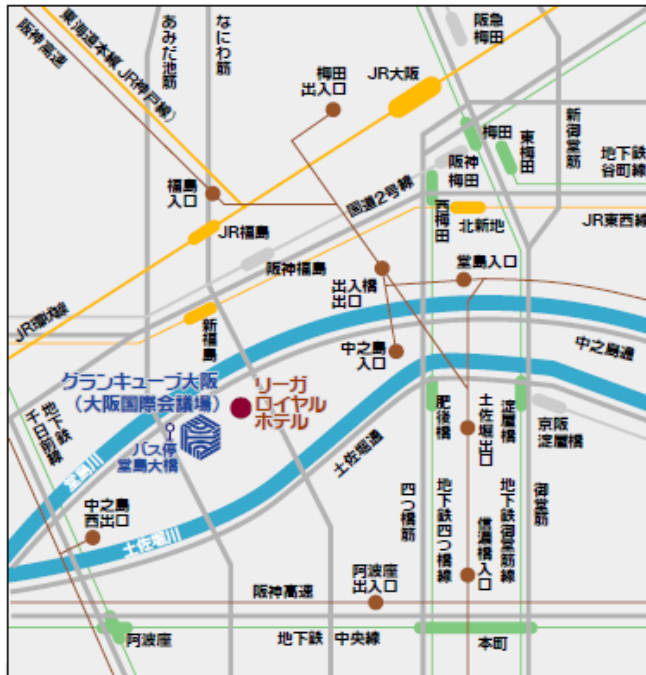 阪神高速
東海道本線(JR神戸線)
あみだ池筋
なにわ筋
阪急
梅田
梅田
出入口
JR大阪
新御堂筋
梅田
東梅田
地下鉄
谷町線
阪神
梅田
福島
入口
国道2号線
西梅田
北新地
JR東西線
JR福島
阪神福島
出入橋
出口
堂島入口
JR環状線
新福島
中之島
入口
中之島通
グランキューブ大阪
(大阪国際会議場)
リーガ
ロイヤル
ホテル
地下鉄
千日前線
バス停
堂島大橋
肥後橋
土佐堀出口
淀屋橋
京阪
淀屋橋
堂島川
土佐堀通
中之島
西出口
土佐堀川
四つ橋筋
地下鉄四つ橋線
信濃橋入口
地下鉄御堂筋線
御堂筋
阪神高速
阿波座
出入口
阿波座
地下鉄 中央線
本町